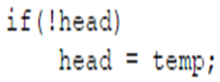 if(!head)
head = temp;